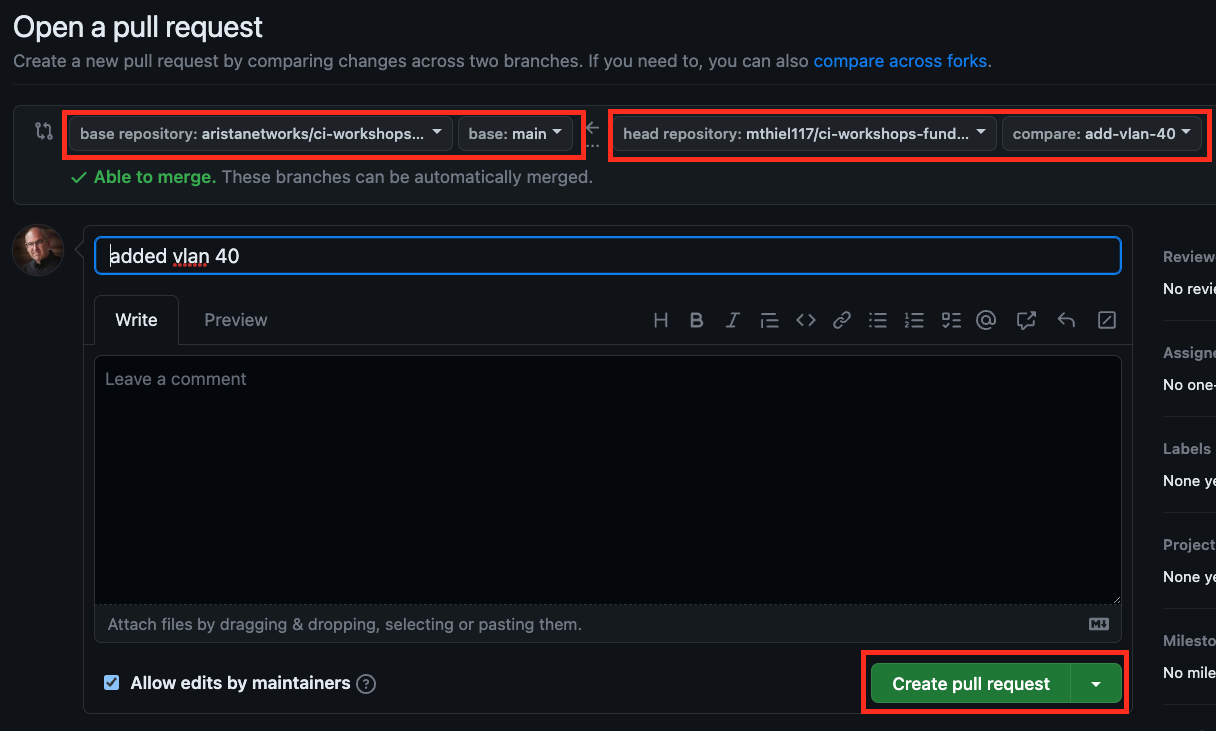 Open a pull request
Create a new pull request by comparing changes across two branches. If you need to, you can also compare across forks.
base repository: aristanetworks/ci-workshops... base: main head repository: mthiel117/ci-workshops-fund... compare: add-vlan-40
Able to merge. These branches can be automatically merged.
added vlan 40
Write Preview
Leave a comment
Attach files by dragging & dropping, selecting or pasting them.
Allow edits by maintainers
Create pull request
Review
No revi
Assigne
No one-
Labels
None ye
Project
None ye
Milesto
No mile